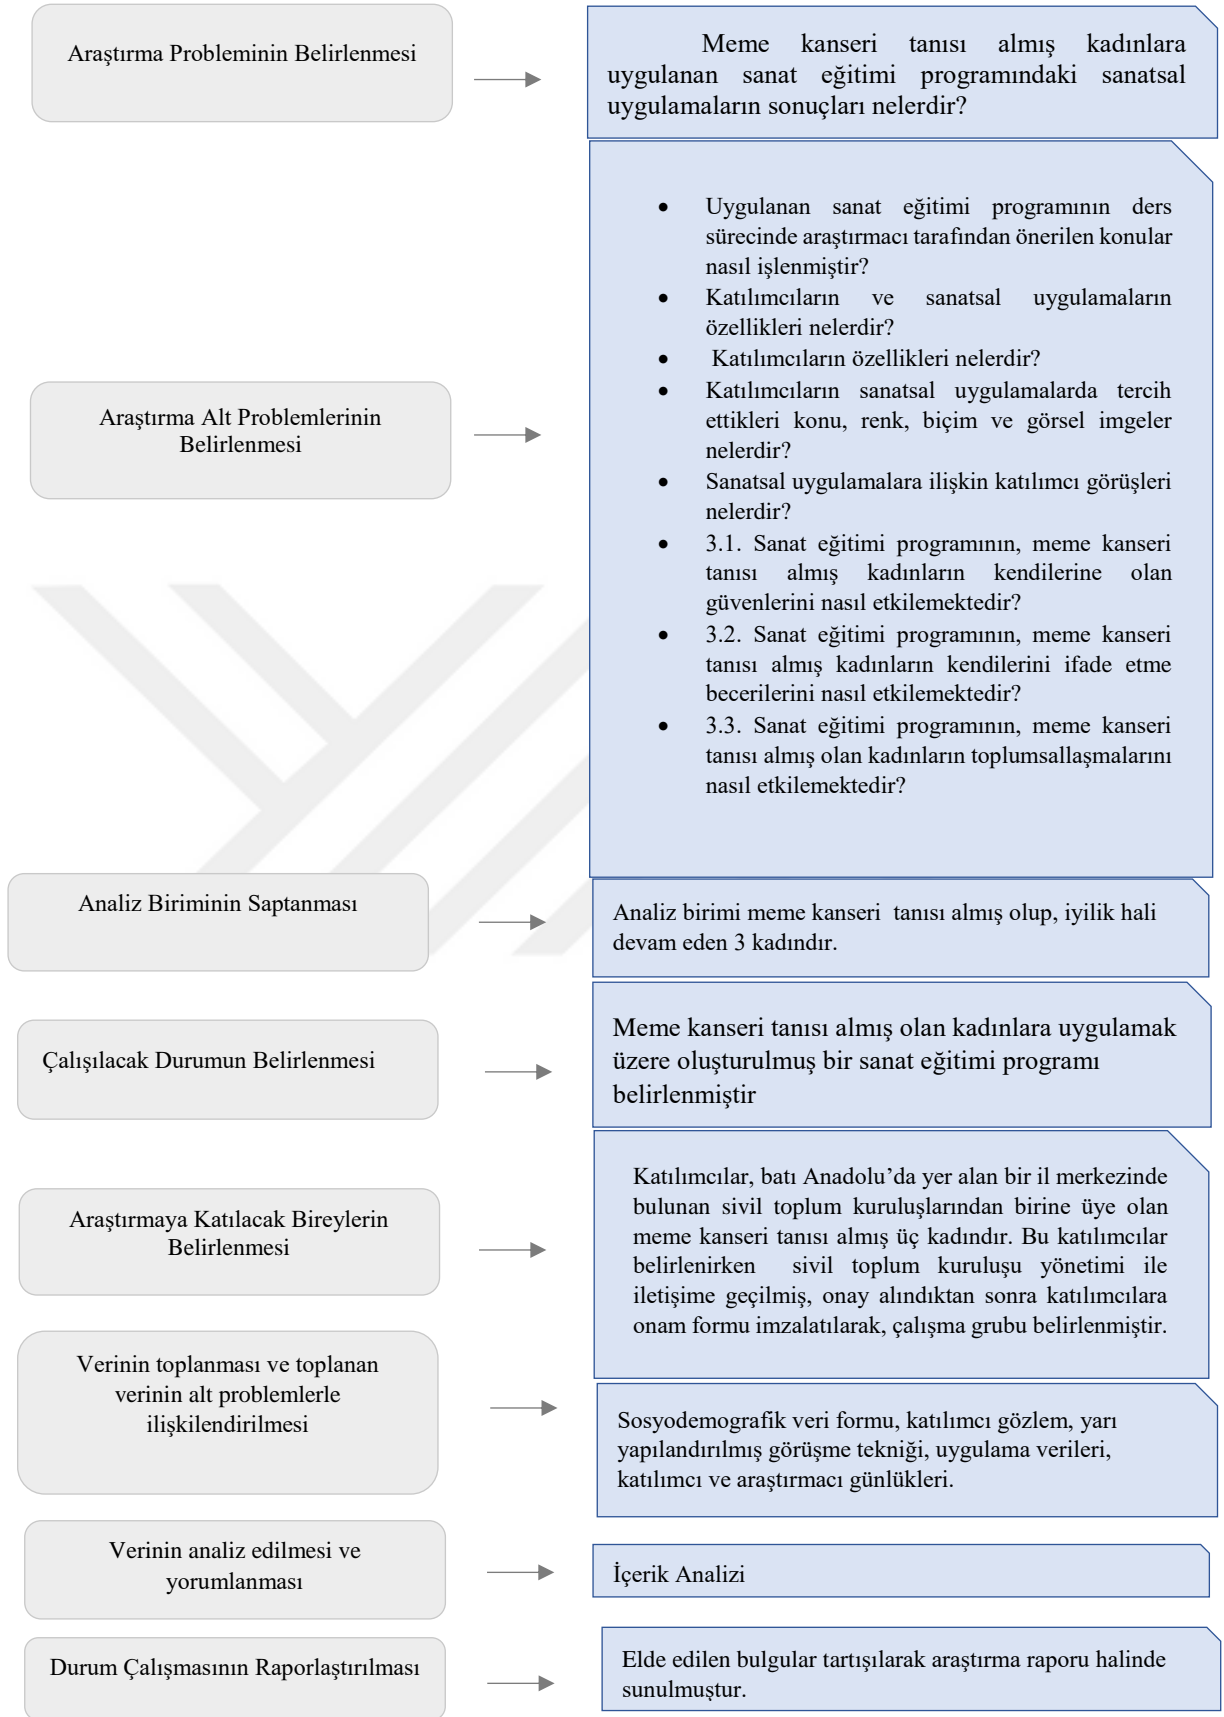 Araştırma Probleminin Belirlenmesi
Meme kanseri tanısı almış kadınlara
uygulanan sanat eğitimi programındaki sanatsal
uygulamaların sonuçları nelerdir?
Araştırma Alt Problemlerinin
Belirlenmesi
• Uygulanan sanat eğitimi programının ders
sürecinde araştırmacı tarafından önerilen konular
nasıl işlenmiştir?
• Katılımcıların ve sanatsal uygulamaların
özellikleri nelerdir?
• Katılımcıların özellikleri nelerdir?
• Katılımcıların sanatsal uygulamalarda tercih
ettikleri konu, renk, biçim ve görsel imgeler
nelerdir?
• Sanatsal uygulamalara ilişkin katılımcı görüşleri
nelerdir?
• 3.1. Sanat eğitimi programının, meme kanseri
tanısı almış kadınların kendilerine olan
güvenlerini nasıl etkilemektedir?
• 3.2. Sanat eğitimi programının, meme kanseri
tanısı almış kadınların kendilerini ifade etme
becerilerini nasıl etkilemektedir?
• 3.3. Sanat eğitimi programının, meme kanseri
tanısı almış olan kadınların toplumsallaşmalarını
nasıl etkilemektedir?
Analiz Biriminin Saptanması
Analiz birimi meme kanseri tanısı almış olup, iyilik hali
devam eden 3 kadındır.
Çalışılacak Durumun Belirlenmesi
Meme kanseri tanısı almış olan kadınlara uygulamak
üzere oluşturulmuş bir sanat eğitimi programı
belirlenmiştir
Araştırmaya Katılacak Bireylerin
Belirlenmesi
Katılımcılar, batı Anadolu’da yer alan bir il merkezinde
bulunan sivil toplum kuruluşlarından birine üye olan
meme kanseri tanısı almış üç kadındır. Bu katılımcılar
belirlenirken sivil toplum kuruluşu yönetimi ile
iletişime geçilmiş, onay alındıktan sonra katılımcılara
onam formu imzalatılarak, çalışma grubu belirlenmiştir.
Verinin toplanması ve toplanan
verinin alt problemlerle
ilişkilendirilmesi
Sosyodemografik veri formu, katılımcı gözlem, yarı
yapılandırılmış görüşme tekniği, uygulama verileri,
katılımcı ve araştırmacı günlükleri.
Verinin analiz edilmesi ve
yorumlanması
İçerik Analizi
Durum Çalışmasının Raporlaştırılması
Elde edilen bulgular tartışılarak araştırma raporu halinde
sunulmuştur.